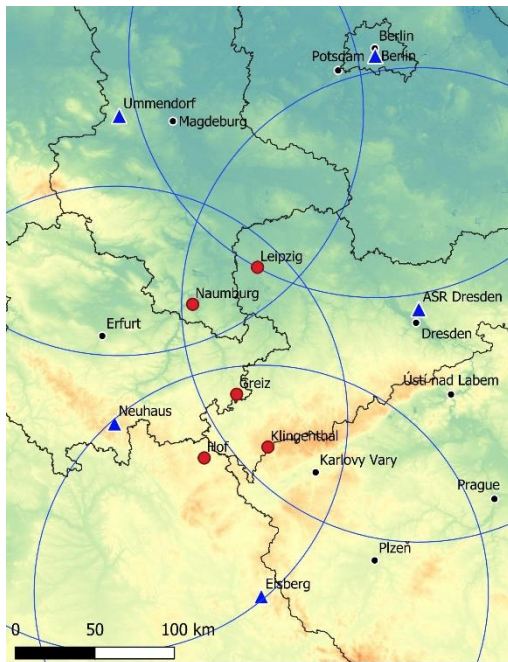 Berlin
Potsdam
Berlin
Ummendorf
Magdeburg
Leipzig
Naumburg
ASR Dresden
Erfurt
Dresden
Greiz
Ústí nad Labem
Neuhaus
Klingenthal
Hof
Karlovy Vary
Prague
Plzeň
Eisberg
0 50 100 km